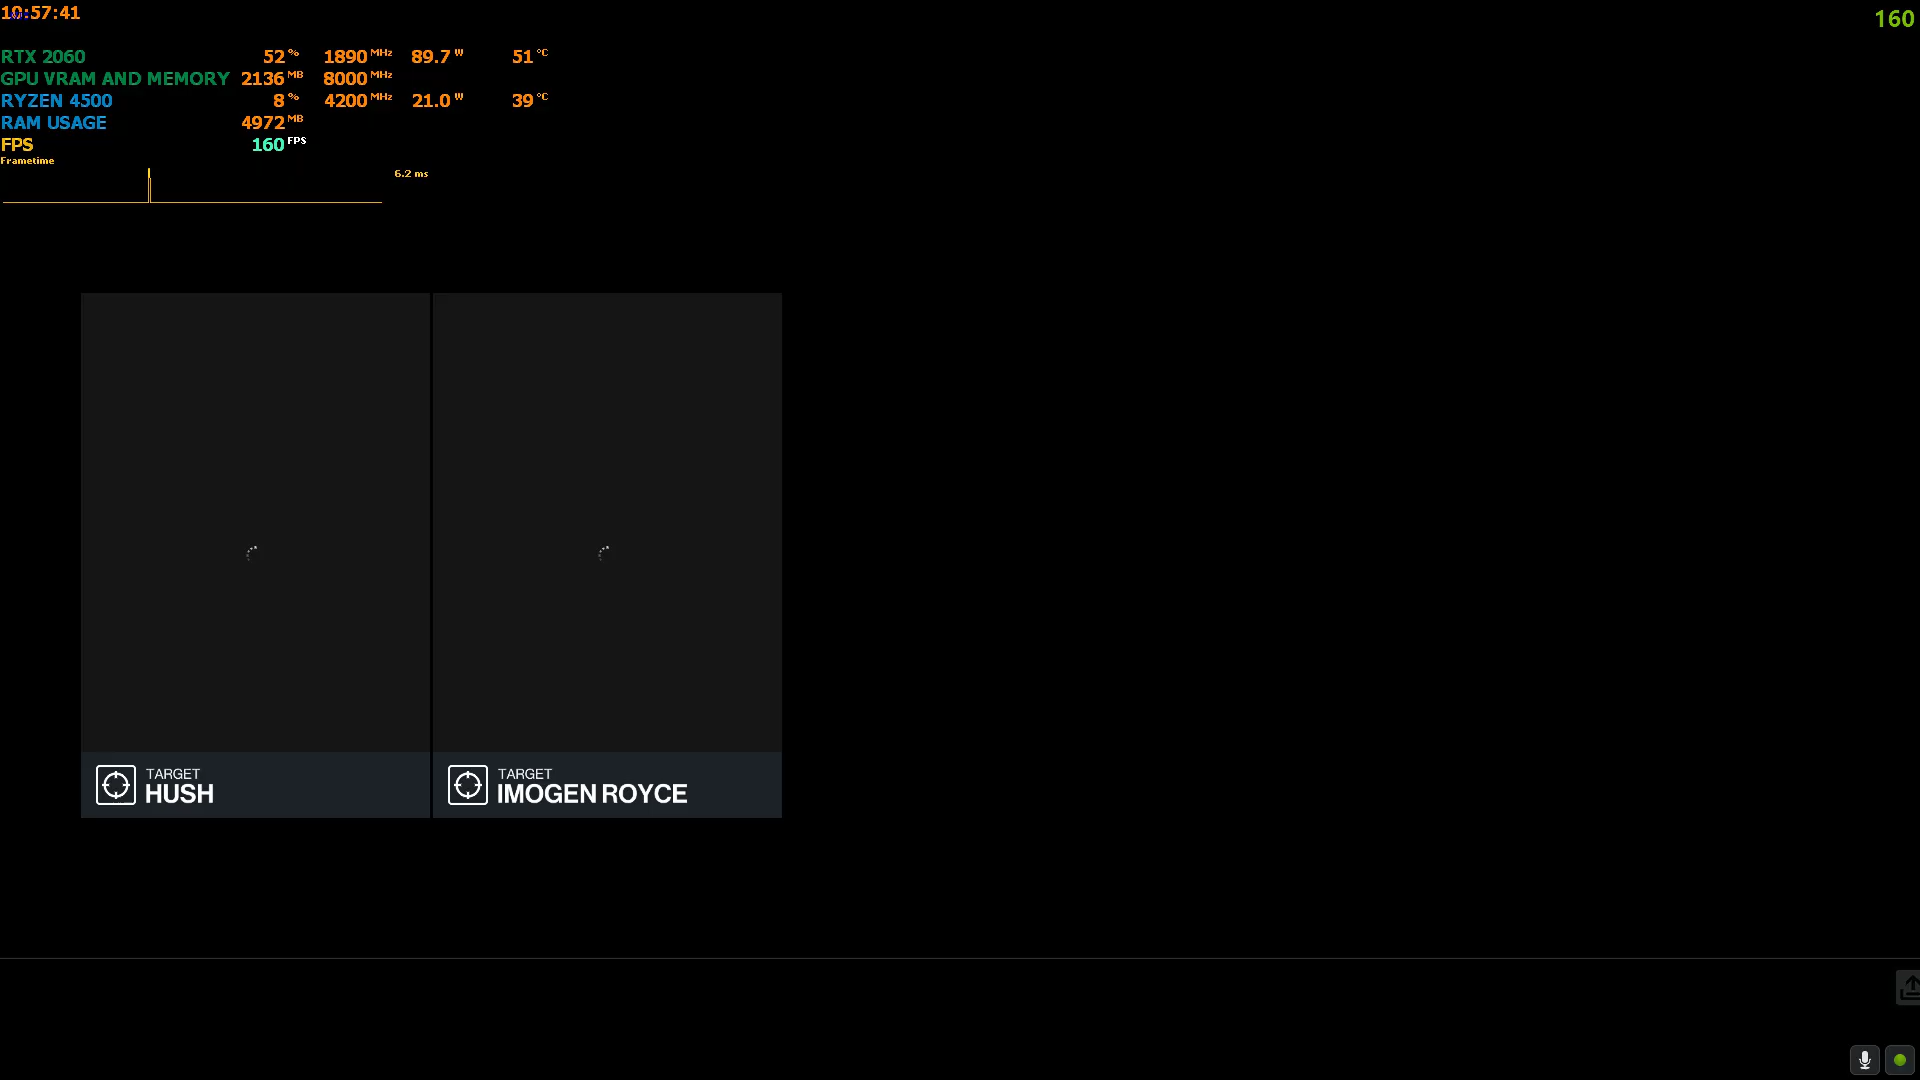 10:57:41
160
RTX 2060 52 % 1890 MHz 89.7 W 51 °C
GPU VRAM AND MEMORY 2136 MB 8000 MHz
RYZEN 4500 8 % 4200 MHz 21.0 W 39 °C
RAM USAGE 4972 MB
FPS 160 FPS
Frametime
6.2 ms
TARGET
HUSH
TARGET
IMOGEN ROYCE